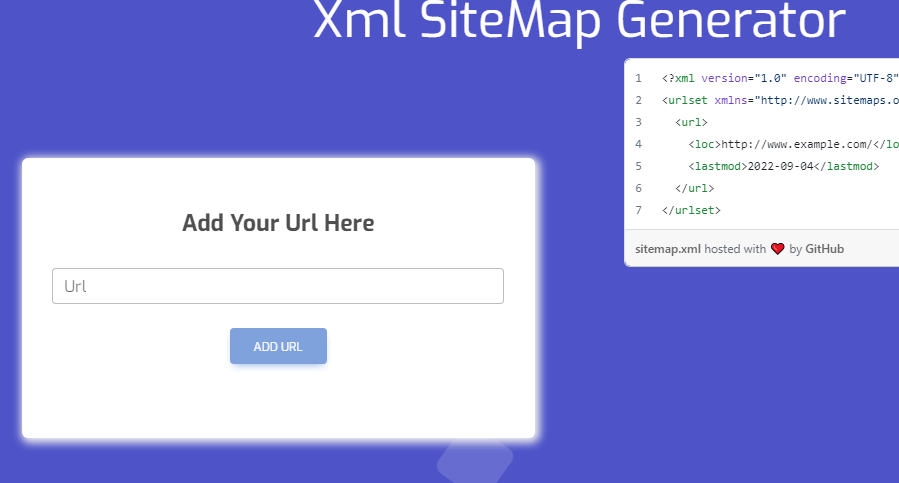 Xml SiteMap Generator
Add Your Url Here
Url
ADD URL
1 <?xml version="1.0" encoding="UTF-8"
2 <urlset xmlns="http://www.sitemaps.o
3 <url>
4 <loc>http://www.example.com/</lo
5 <lastmod>2022-09-04</lastmod>
6 </url>
7 </urlset>
sitemap.xml hosted with ❤ by GitHub